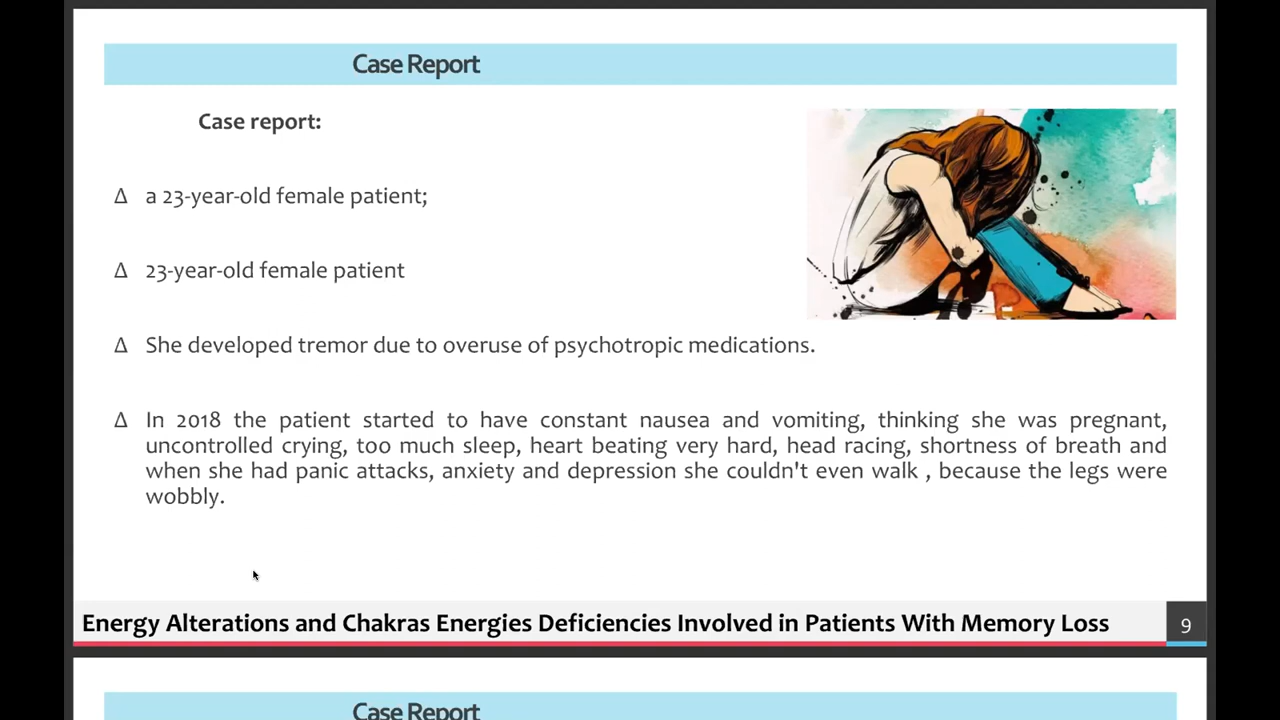 Case Report
Case report:
∆ a 23-year-old female patient;
∆ 23-year-old female patient
∆ She developed tremor due to overuse of psychotropic medications.
∆ In 2018 the patient started to have constant nausea and vomiting, thinking she was pregnant,
uncontrolled crying, too much sleep, heart beating very hard, head racing, shortness of breath and
when she had panic attacks, anxiety and depression she couldn't even walk , because the legs were
wobbly.
Energy Alterations and Chakras Energies Deficiencies Involved in Patients With Memory Loss
9
Case Report